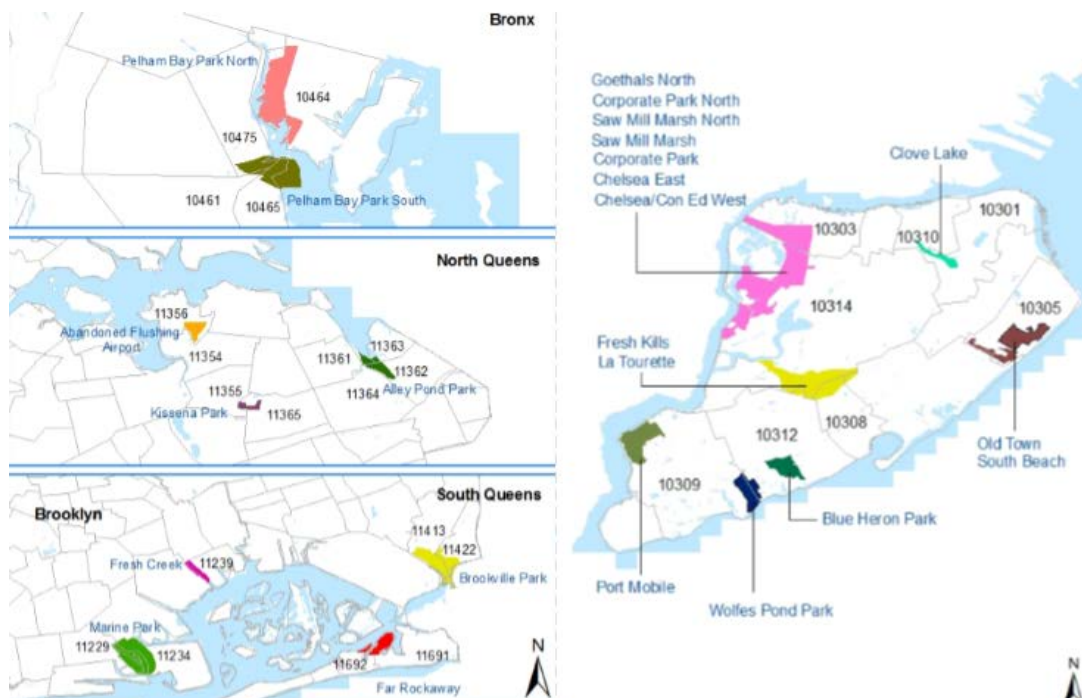 Bronx
Pelham Bay Park North
10464
10475
10461
10465
Pelham Bay Park South
North Queens
11356
Abandoned Flushing
Airport
11354
11361
11363
11362
11364
Alley Pond Park
11355
Kissena Park
11365
South Queens
Brooklyn
11413
11422
Fresh Creek
11239
Brookville Park
Marine Park
11229
11234
11692
11691
Far Rockaway
N
Goethals North
Corporate Park North
Saw Mill Marsh North
Saw Mill Marsh
Corporate Park
Chelsea East
Chelsea/Con Ed West
Clove Lake
10301
10303
10310
10314
10305
Fresh Kills
La Tourette
10308
10312
Old Town
South Beach
10309
Blue Heron Park
Port Mobile
Wolfes Pond Park
N